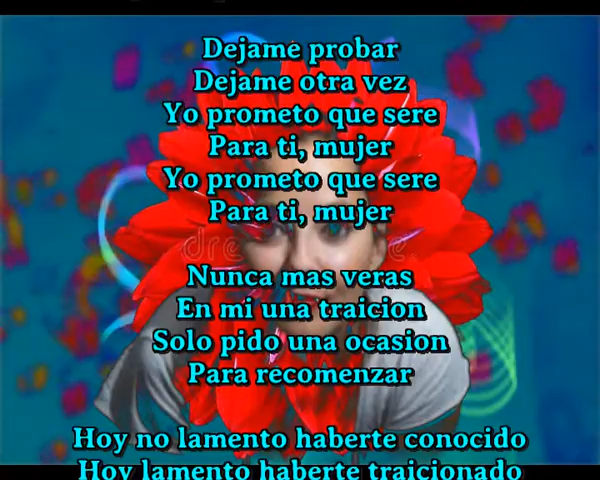 Dejame probar
Dejame otra vez
Yo prometo que sere
Para ti, mujer
Yo prometo que sere
Para ti, mujer
Nunca mas veras
En mi una traicion
Solo pido una ocasion
Para recomenzar
Hoy no lamento haberte conocido
Hoy lamento haberte traicionado